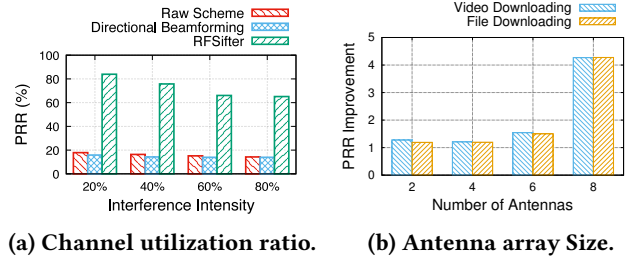 Raw Scheme
Directional Beamforming
RFSifter
PRR (%)
100
80
60
40
20
0
20% 40% 60% 80%
Interference Intensity
(a) Channel utilization ratio.
Video Downloading
File Downloading
PRR Improvement
5
4
3
2
1
0
2 4 6 8
Number of Antennas
(b) Antenna array Size.